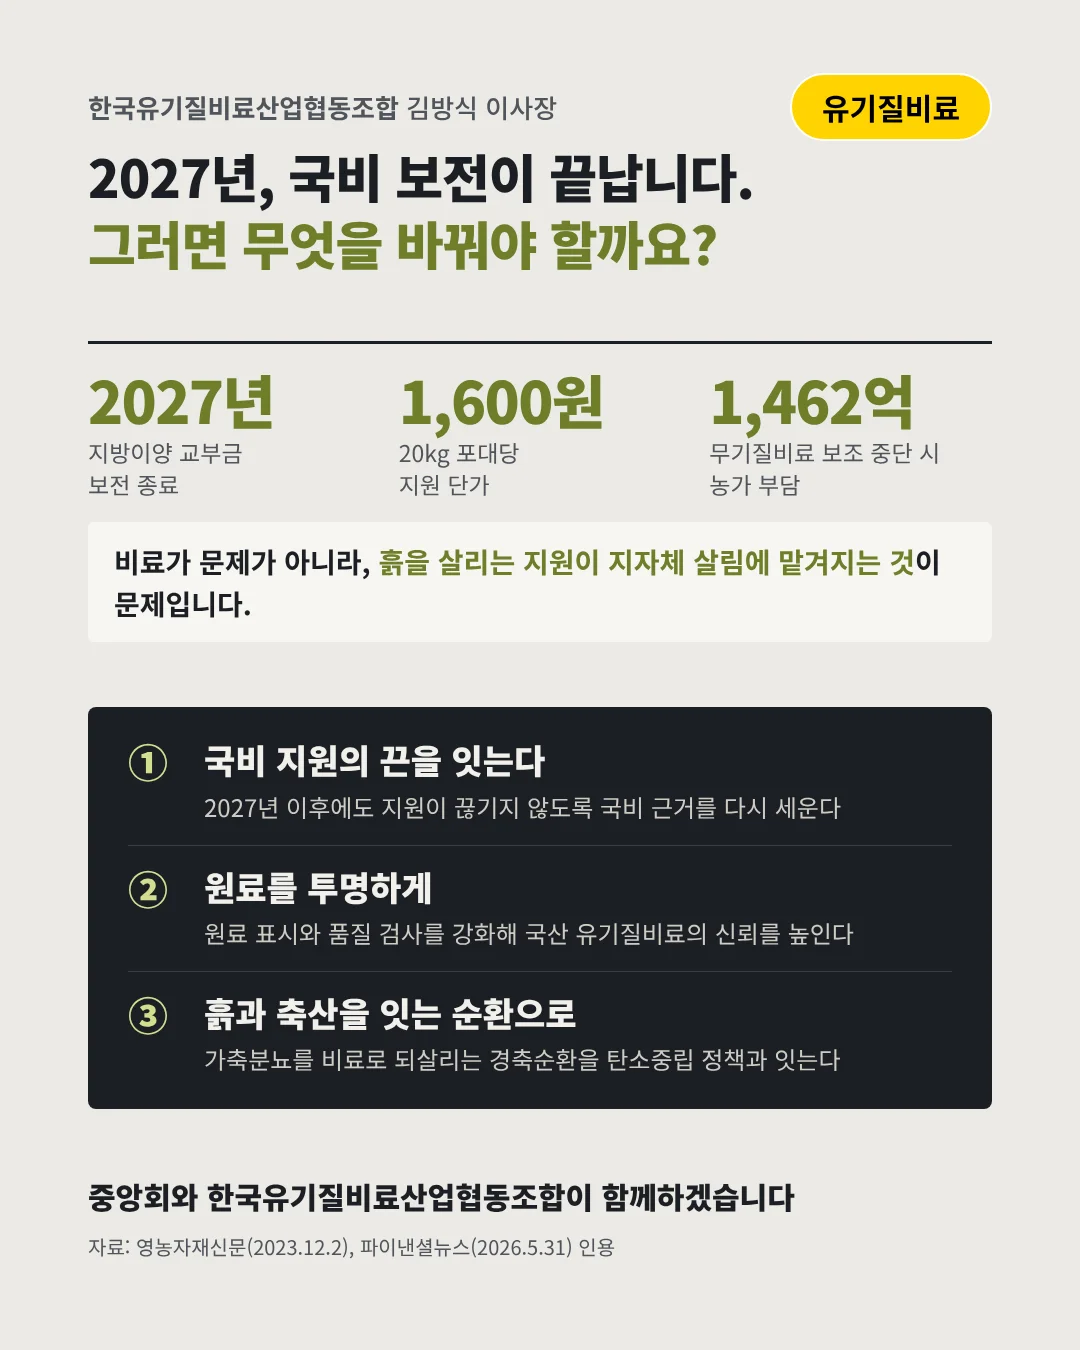 한국유기질비료산업협동조합 김방식 이사장
유기질비료
2027년, 국비 보전이 끝납니다.
그러면 무엇을 바꿔야 할까요?
2027년
지방이양 교부금
보전 종료
1,600원
20kg 포대당
지원 단가
1,462억
무기질비료 보조 중단 시
농가 부담
비료가 문제가 아니라, 흙을 살리는 지원이 지자체 살림에 맡겨지는 것이
문제입니다.
① 국비 지원의 끈을 잇는다
2027년 이후에도 지원이 끊기지 않도록 국비 근거를 다시 세운다
② 원료를 투명하게
원료 표시와 품질 검사를 강화해 국산 유기질비료의 신뢰를 높인다
③ 흙과 축산을 잇는 순환으로
가축분뇨를 비료로 되살리는 경축순환을 탄소중립 정책과 잇는다
중앙회와 한국유기질비료산업협동조합이 함께하겠습니다
자료: 영농자재신문(2023.12.2), 파이낸셜뉴스(2026.5.31) 인용